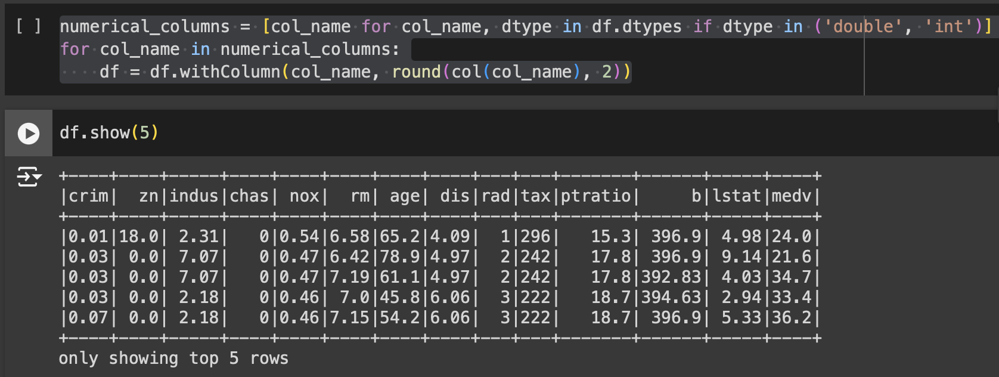 [ ] numerical_columns = [col_name for col_name, dtype in df.dtypes if dtype in ('double', 'int')]
for col_name in numerical_columns:
    df = df.withColumn(col_name, round(col(col_name), 2))
df.show(5)
+----+----+-----+----+----+----+----+----+---+---+-------+------+-----+----+
|crim|  zn|indus|chas| nox|  rm| age| dis|rad|tax|ptratio|     b|lstat|medv|
+----+----+-----+----+----+----+----+----+---+---+-------+------+-----+----+
|0.01|18.0| 2.31|   0|0.54|6.58|65.2|4.09|  1|296|   15.3| 396.9| 4.98|24.0|
|0.03| 0.0| 7.07|   0|0.47|6.42|78.9|4.97|  2|242|   17.8| 396.9| 9.14|21.6|
|0.03| 0.0| 7.07|   0|0.47|7.19|61.1|4.97|  2|242|   17.8|392.83| 4.03|34.7|
|0.03| 0.0| 2.18|   0|0.46| 7.0|45.8|6.06|  3|222|   18.7|394.63| 2.94|33.4|
|0.07| 0.0| 2.18|   0|0.46|7.15|54.2|6.06|  3|222|   18.7| 396.9| 5.33|36.2|
+----+----+-----+----+----+----+----+----+---+---+-------+------+-----+----+
only showing top 5 rows